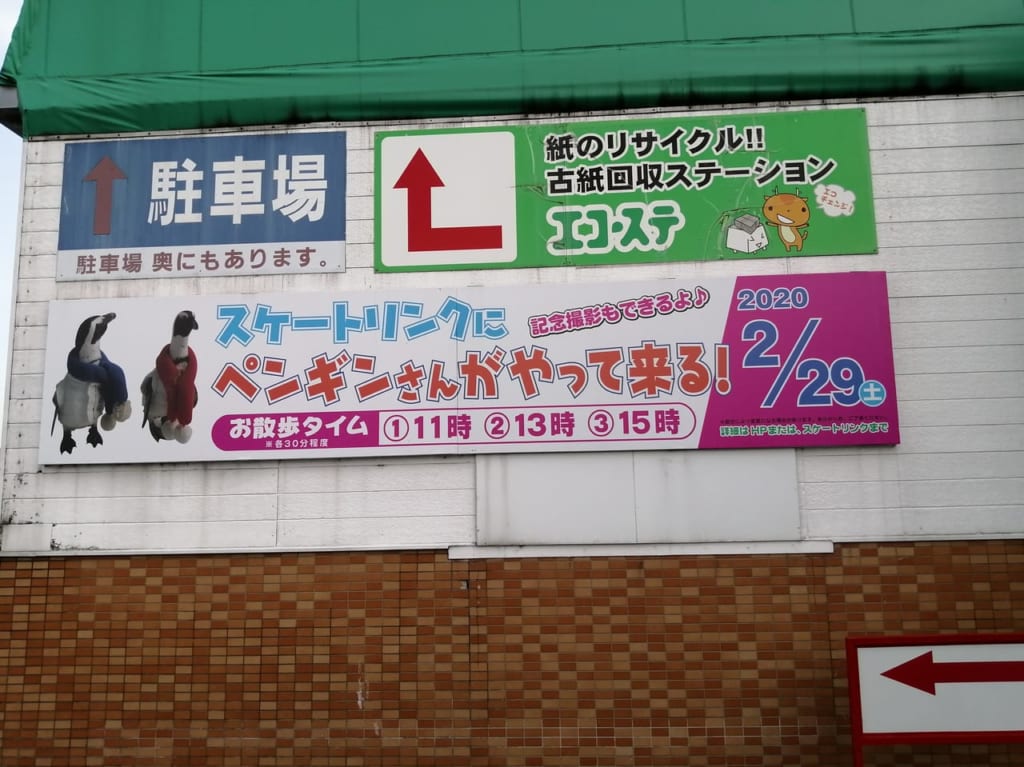 駐車場
駐車場 奥にもあります。
紙のリサイクル!!
古紙回収ステーション
エコ・ステ
エコ
チェンジ!
スケートリンクに
記念撮影もできるよ♪
ペンギンさんがやって来る!
お散歩タイム
※各30分程度
①11時 ②13時 ③15時
2020
2/29土
詳細はHPまたは、スケートリンクまで